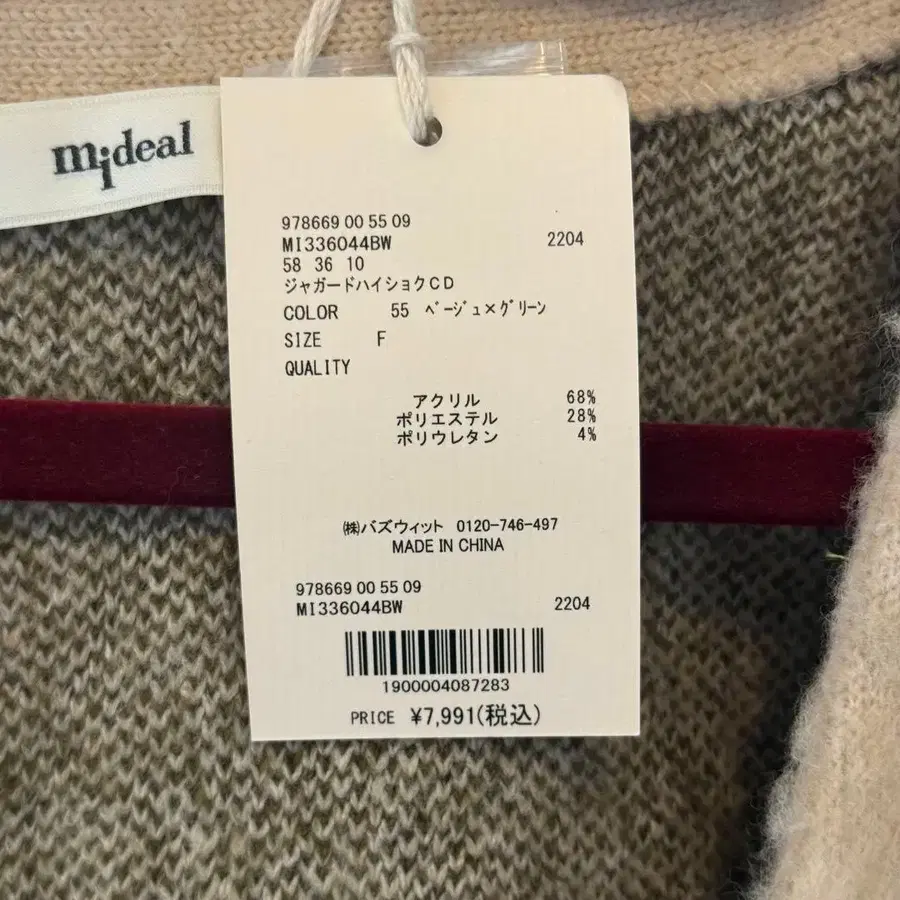 mideal
978669 00 55 09
MI336044BW 2204
58 36 10
ジャガードハイショクCD
COLOR 55 ﾍﾞｰｼﾞｭ×ｸﾞﾘｰﾝ
SIZE F
QUALITY
アクリル 68%
ポリエステル 28%
ポリウレタン 4%
㈱バズウィット 0120-746-497
MADE IN CHINA
978669 00 55 09
MI336044BW 2204
1900004087283
PRICE ¥7,991(税込)